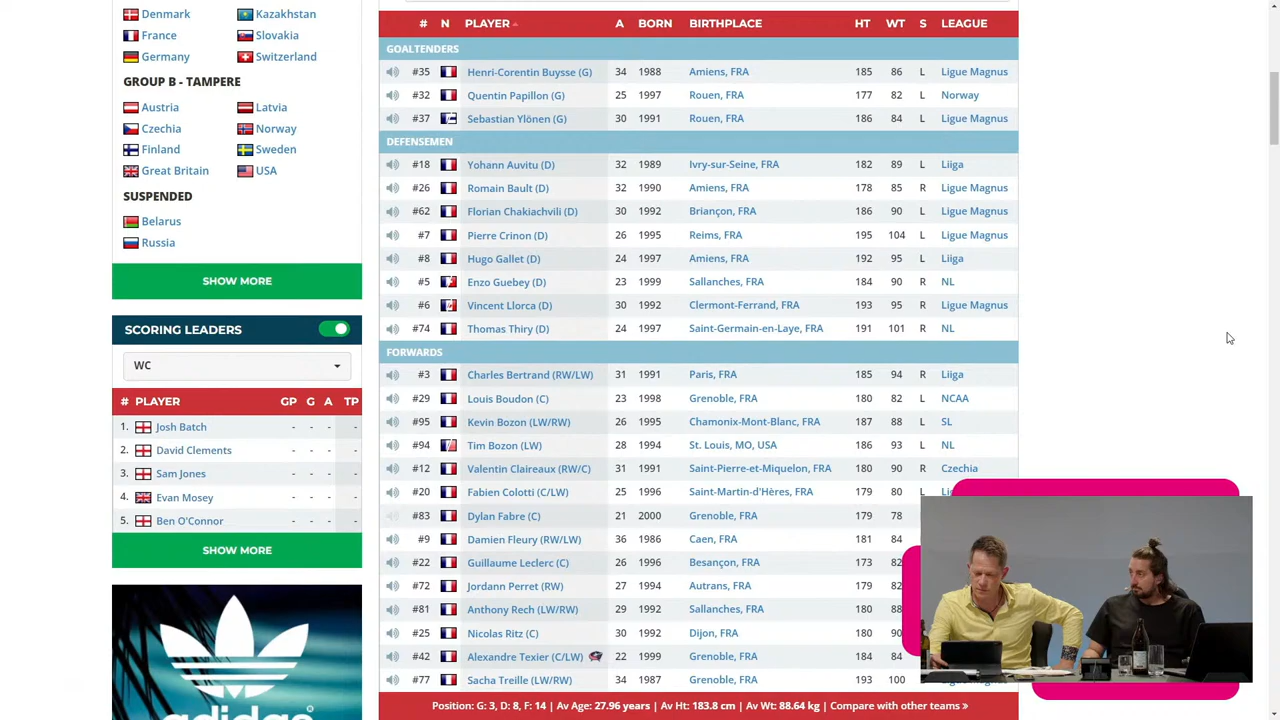 Denmark Kazakhstan
France Slovakia
Germany Switzerland
GROUP B - TAMPERE
Austria Latvia
Czechia Norway
Finland Sweden
Great Britain USA
SUSPENDED
Belarus
Russia
SHOW MORE
SCORING LEADERS
WC
# PLAYER GP G A TP
1. Josh Batch - - - -
2. David Clements - - - -
3. Sam Jones - - - -
4. Evan Mosey - - - -
5. Ben O'Connor - - - -
SHOW MORE
adidas
# N PLAYER A BORN BIRTHPLACE HT WT S LEAGUE
GOALTENDERS
#35 Henri-Corentin Buysse (G) 34 1988 Amiens, FRA 185 86 L Ligue Magnus
#32 Quentin Papillon (G) 25 1997 Rouen, FRA 177 82 L Norway
#37 Sebastian Ylönen (G) 30 1991 Rouen, FRA 186 84 L Ligue Magnus
DEFENSEMEN
#18 Yohann Auvitu (D) 32 1989 Ivry-sur-Seine, FRA 182 89 L Liiga
#26 Romain Bault (D) 32 1990 Amiens, FRA 178 85 R Ligue Magnus
#62 Florian Chakiachvili (D) 30 1992 Briançon, FRA 186 90 L Ligue Magnus
#7 Pierre Crinon (D) 26 1995 Reims, FRA 195 104 L Ligue Magnus
#8 Hugo Gallet (D) 24 1997 Amiens, FRA 192 95 L Liiga
#5 Enzo Guebey (D) 23 1999 Sallanches, FRA 184 90 R NL
#6 Vincent Llorca (D) 30 1992 Clermont-Ferrand, FRA 193 95 R Ligue Magnus
#74 Thomas Thiry (D) 24 1997 Saint-Germain-en-Laye, FRA 191 101 R NL
FORWARDS
#3 Charles Bertrand (RW/LW) 31 1991 Paris, FRA 185 94 R Liiga
#29 Louis Boudon (C) 23 1998 Grenoble, FRA 180 82 L NCAA
#95 Kevin Bozon (LW/RW) 26 1995 Chamonix-Mont-Blanc, FRA 187 88 L SL
#94 Tim Bozon (LW) 28 1994 St. Louis, MO, USA 186 93 L NL
#12 Valentin Claireaux (RW/C) 31 1991 Saint-Pierre-et-Miquelon, FRA 180 90 R Czechia
#20 Fabien Colotti (C/LW) 25 1996 Saint-Martin-d'Hères, FRA 179 80 L
#83 Dylan Fabre (C) 21 2000 Grenoble, FRA 179 78
#9 Damien Fleury (RW/LW) 36 1986 Caen, FRA 181 84
#22 Guillaume Leclerc (C) 26 1996 Besançon, FRA 173 82
#72 Jordann Perret (RW) 27 1994 Autrans, FRA 179 82
#81 Anthony Rech (LW/RW) 29 1992 Sallanches, FRA 180 88
#25 Nicolas Ritz (C) 30 1992 Dijon, FRA 180 90
#42 Alexandre Texier (C/LW) 22 1999 Grenoble, FRA 184 84
#77 Sacha Treille (LW/RW) 34 1987 Grenoble, FRA 193 100 Ligue Magnus
Position: G: 3, D: 8, F: 14 | Av Age: 27.96 years | Av Ht: 183.8 cm | Av Wt: 88.64 kg | Compare with other teams »